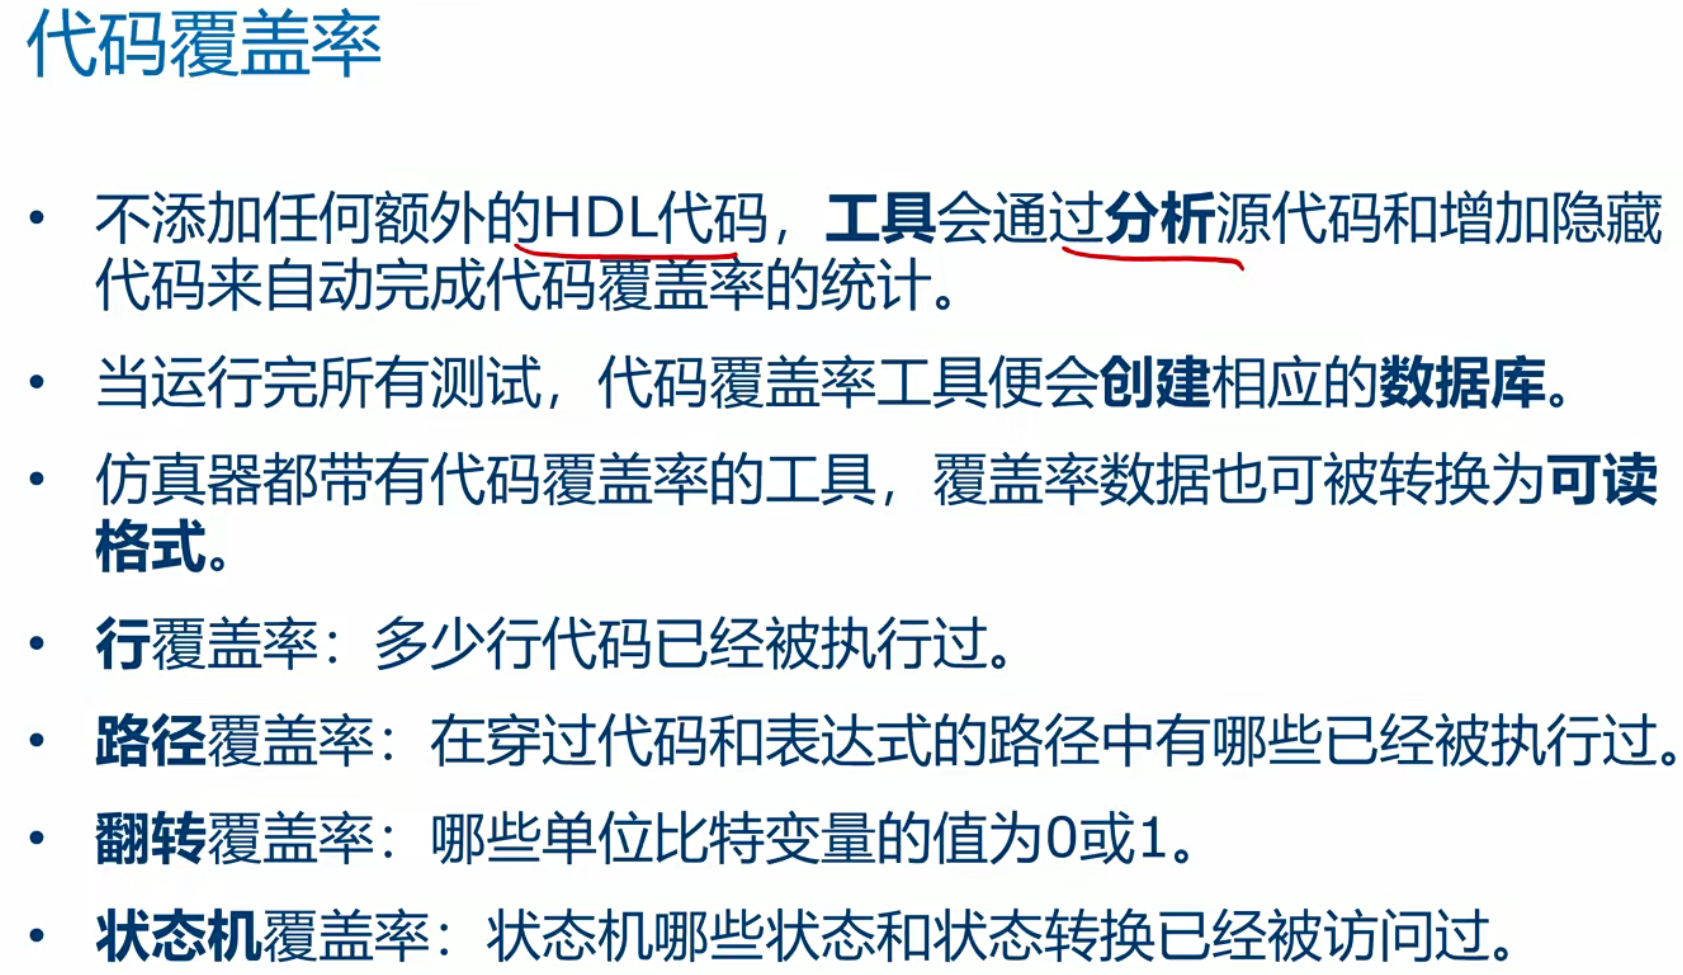 代码覆盖率
• 不添加任何额外的HDL代码，工具会通过分析源代码和增加隐藏
代码来自动完成代码覆盖率的统计。
• 当运行完所有测试，代码覆盖率工具便会创建相应的数据库。
• 仿真器都带有代码覆盖率的工具，覆盖率数据也可被转换为可读
格式。
• 行覆盖率：多少行代码已经被执行过。
• 路径覆盖率：在穿过代码和表达式的路径中有哪些已经被执行过。
• 翻转覆盖率：哪些单位比特变量的值为0或1。
• 状态机覆盖率：状态机哪些状态和状态转换已经被访问过。